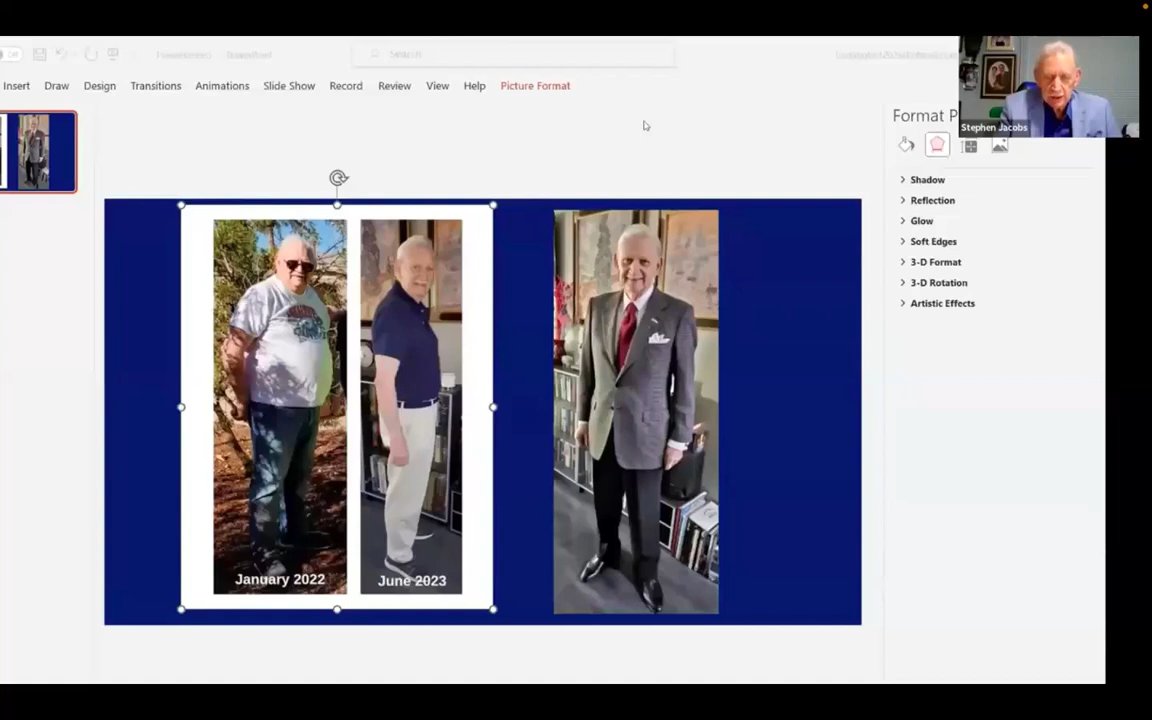 Insert Draw Design Transitions Animations Slide Show Record Review View Help Picture Format
Stephen Jacobs
Format P
Shadow
Reflection
Glow
Soft Edges
3-D Format
3-D Rotation
Artistic Effects
January 2022
June 2023